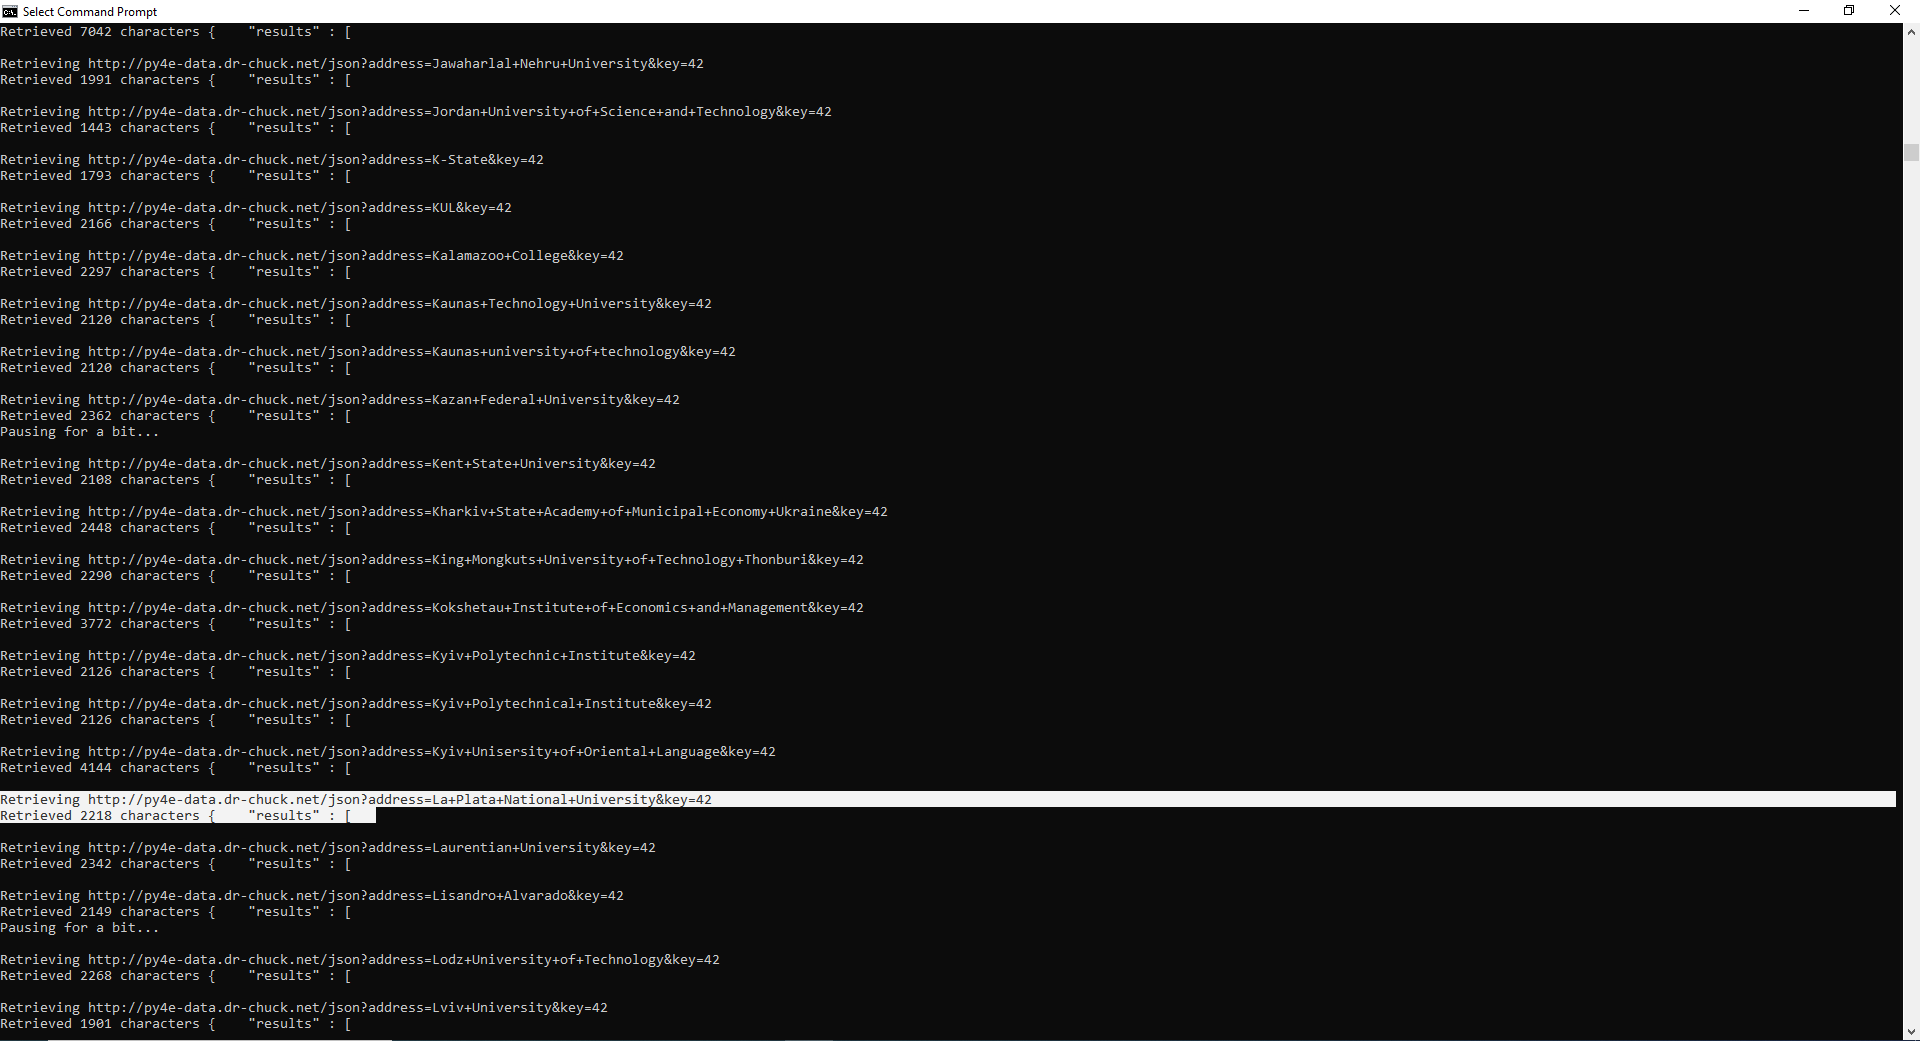 Select Command Prompt
Retrieved 7042 characters {    "results" : [
Retrieving http://py4e-data.dr-chuck.net/json?address=Jawaharlal+Nehru+University&key=42
Retrieved 1991 characters {    "results" : [
Retrieving http://py4e-data.dr-chuck.net/json?address=Jordan+University+of+Science+and+Technology&key=42
Retrieved 1443 characters {    "results" : [
Retrieving http://py4e-data.dr-chuck.net/json?address=K-State&key=42
Retrieved 1793 characters {    "results" : [
Retrieving http://py4e-data.dr-chuck.net/json?address=KUL&key=42
Retrieved 2166 characters {    "results" : [
Retrieving http://py4e-data.dr-chuck.net/json?address=Kalamazoo+College&key=42
Retrieved 2297 characters {    "results" : [
Retrieving http://py4e-data.dr-chuck.net/json?address=Kaunas+Technology+University&key=42
Retrieved 2120 characters {    "results" : [
Retrieving http://py4e-data.dr-chuck.net/json?address=Kaunas+university+of+technology&key=42
Retrieved 2120 characters {    "results" : [
Retrieving http://py4e-data.dr-chuck.net/json?address=Kazan+Federal+University&key=42
Retrieved 2362 characters {    "results" : [
Pausing for a bit...
Retrieving http://py4e-data.dr-chuck.net/json?address=Kent+State+University&key=42
Retrieved 2108 characters {    "results" : [
Retrieving http://py4e-data.dr-chuck.net/json?address=Kharkiv+State+Academy+of+Municipal+Economy+Ukraine&key=42
Retrieved 2448 characters {    "results" : [
Retrieving http://py4e-data.dr-chuck.net/json?address=King+Mongkuts+University+of+Technology+Thonburi&key=42
Retrieved 2290 characters {    "results" : [
Retrieving http://py4e-data.dr-chuck.net/json?address=Kokshetau+Institute+of+Economics+and+Management&key=42
Retrieved 3772 characters {    "results" : [
Retrieving http://py4e-data.dr-chuck.net/json?address=Kyiv+Polytechnic+Institute&key=42
Retrieved 2126 characters {    "results" : [
Retrieving http://py4e-data.dr-chuck.net/json?address=Kyiv+Polytechnical+Institute&key=42
Retrieved 2126 characters {    "results" : [
Retrieving http://py4e-data.dr-chuck.net/json?address=Kyiv+Unisersity+of+Oriental+Language&key=42
Retrieved 4144 characters {    "results" : [
Retrieving http://py4e-data.dr-chuck.net/json?address=La+Plata+National+University&key=42
Retrieved 2218 characters {    "results" : [
Retrieving http://py4e-data.dr-chuck.net/json?address=Laurentian+University&key=42
Retrieved 2342 characters {    "results" : [
Retrieving http://py4e-data.dr-chuck.net/json?address=Lisandro+Alvarado&key=42
Retrieved 2149 characters {    "results" : [
Pausing for a bit...
Retrieving http://py4e-data.dr-chuck.net/json?address=Lodz+University+of+Technology&key=42
Retrieved 2268 characters {    "results" : [
Retrieving http://py4e-data.dr-chuck.net/json?address=Lviv+University&key=42
Retrieved 1901 characters {    "results" : [